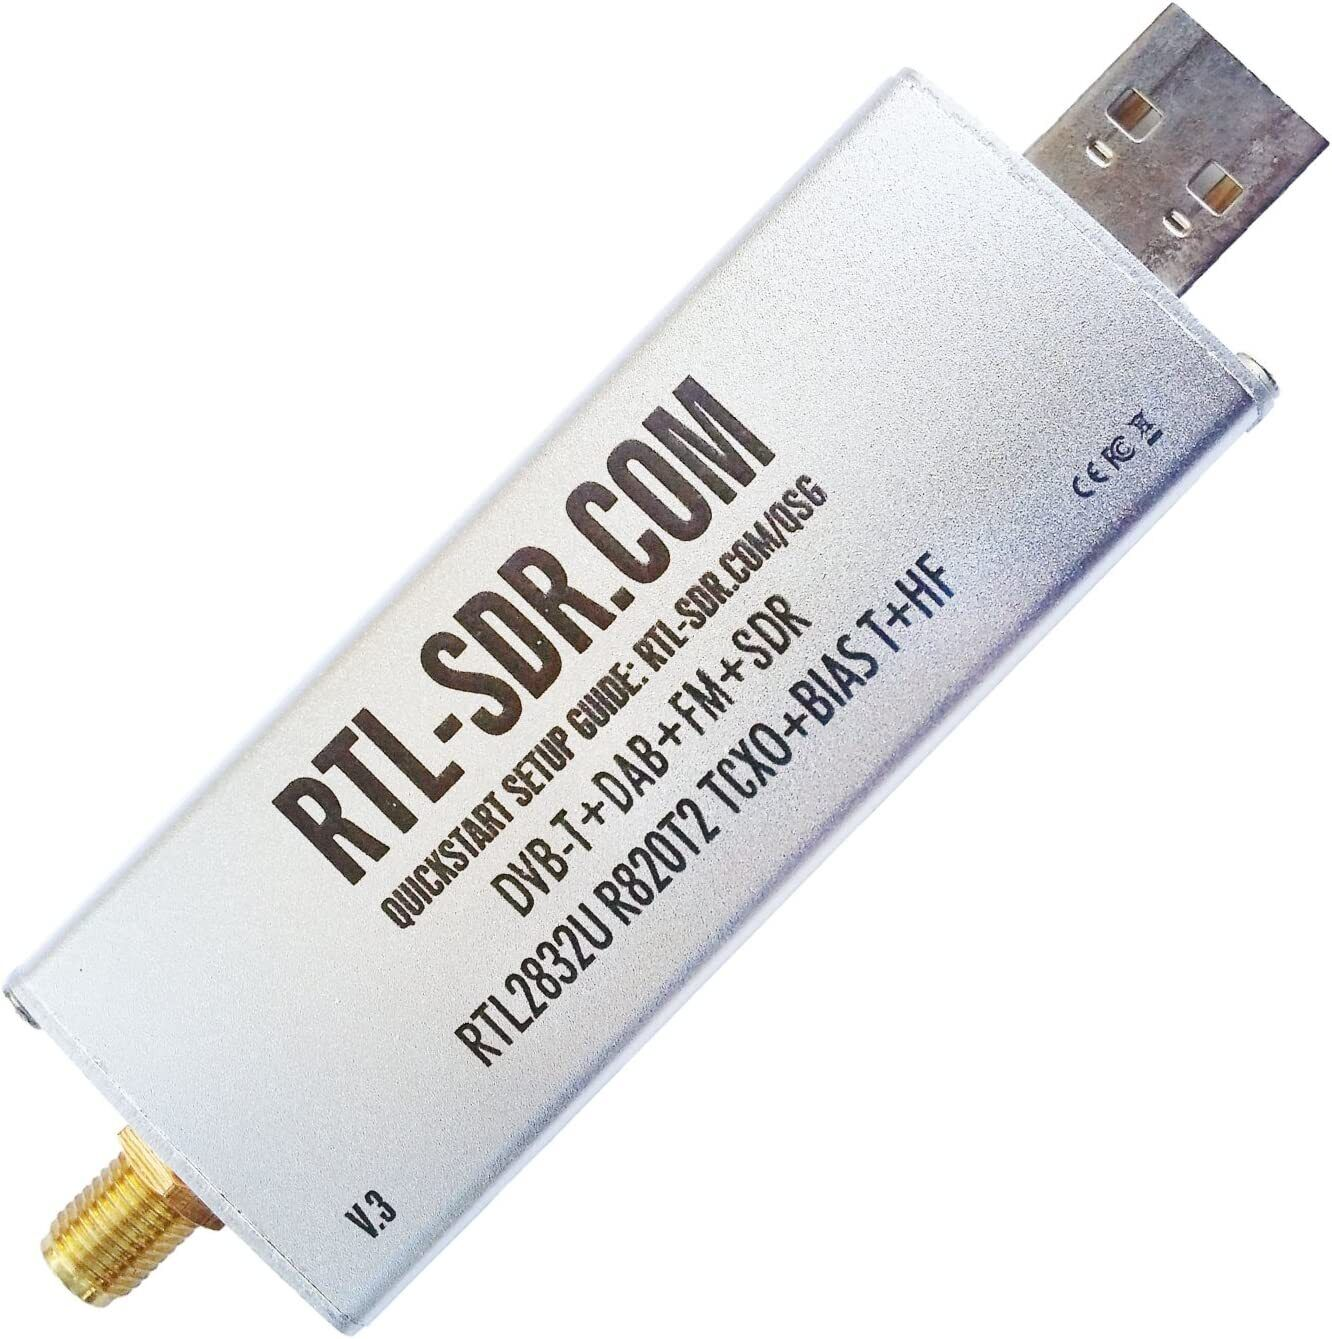 RTL-SDR.COM
QUICKSTART SETUP GUIDE: RTL-SDR.COM/QSG
DVB-T+DAB+FM+SDR
RTL2832U R820T2 TCXO+BIAS T+HF
CE FC
V.3